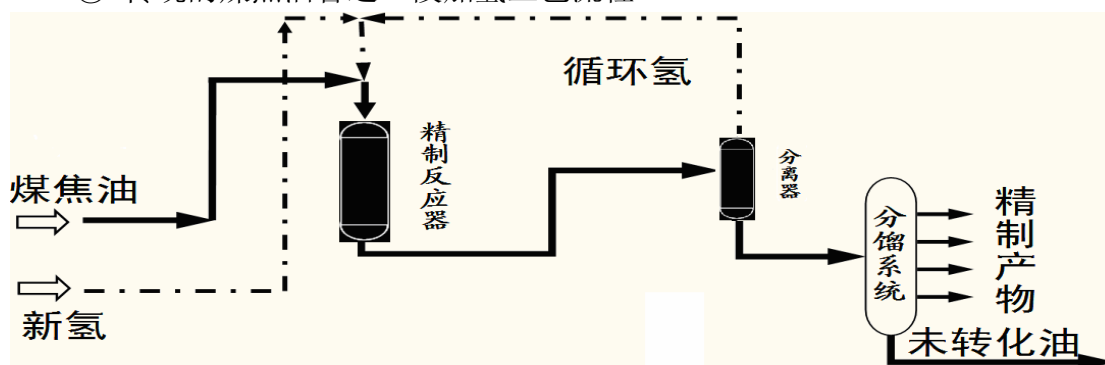 循环氢
精制反应器
分离器
煤焦油
分馏系统
精制产物
新氢
未转化油